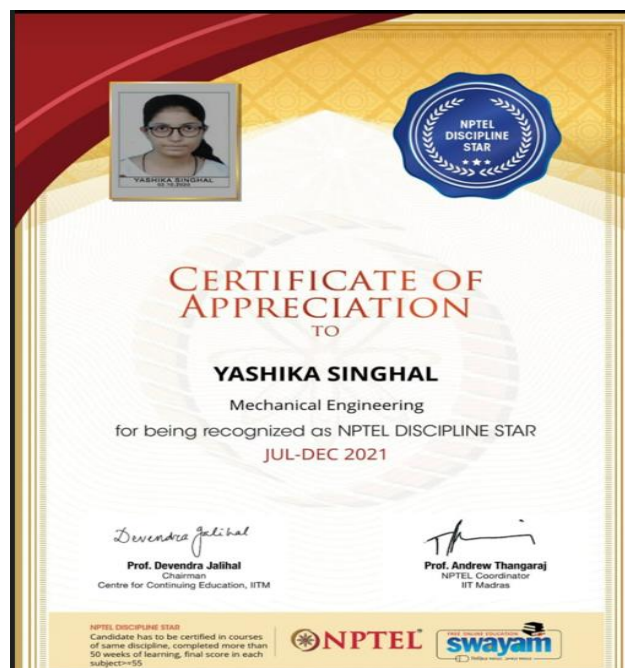 YASHIKA SINGHAL
NPTEL
DISCIPLINE
STAR
CERTIFICATE OF
APPRECIATION
TO
YASHIKA SINGHAL
Mechanical Engineering
for being recognized as NPTEL DISCIPLINE STAR
JUL-DEC 2021
Devendra Jalihal
Prof. Devendra Jalihal
Chairman
Centre for Continuing Education, IITM
Prof. Andrew Thangaraj
NPTEL Coordinator
IIT Madras
NPTEL DISCIPLINE STAR
Candidate has to be certified in courses
of same discipline, completed more than
50 weeks of learning, final score in each
subject>=55
NPTEL
FREE ONLINE EDUCATION
swayam